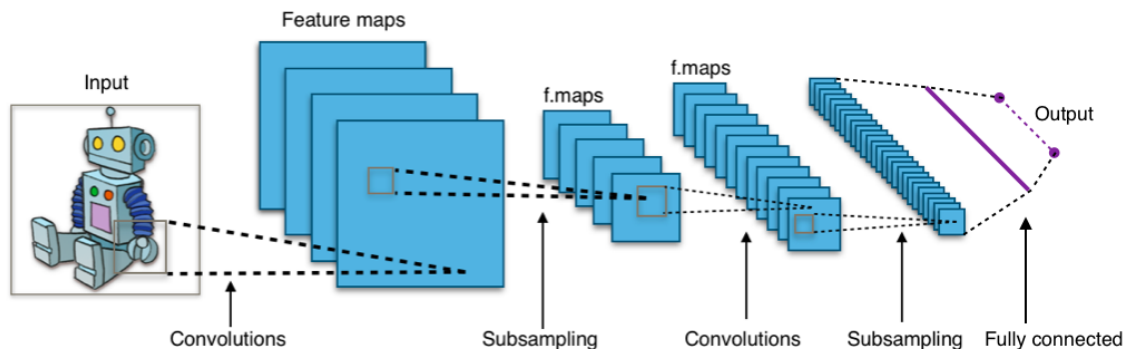 Feature maps
Input
f.maps
f.maps
Output
Convolutions
Subsampling
Convolutions
Subsampling
Fully connected